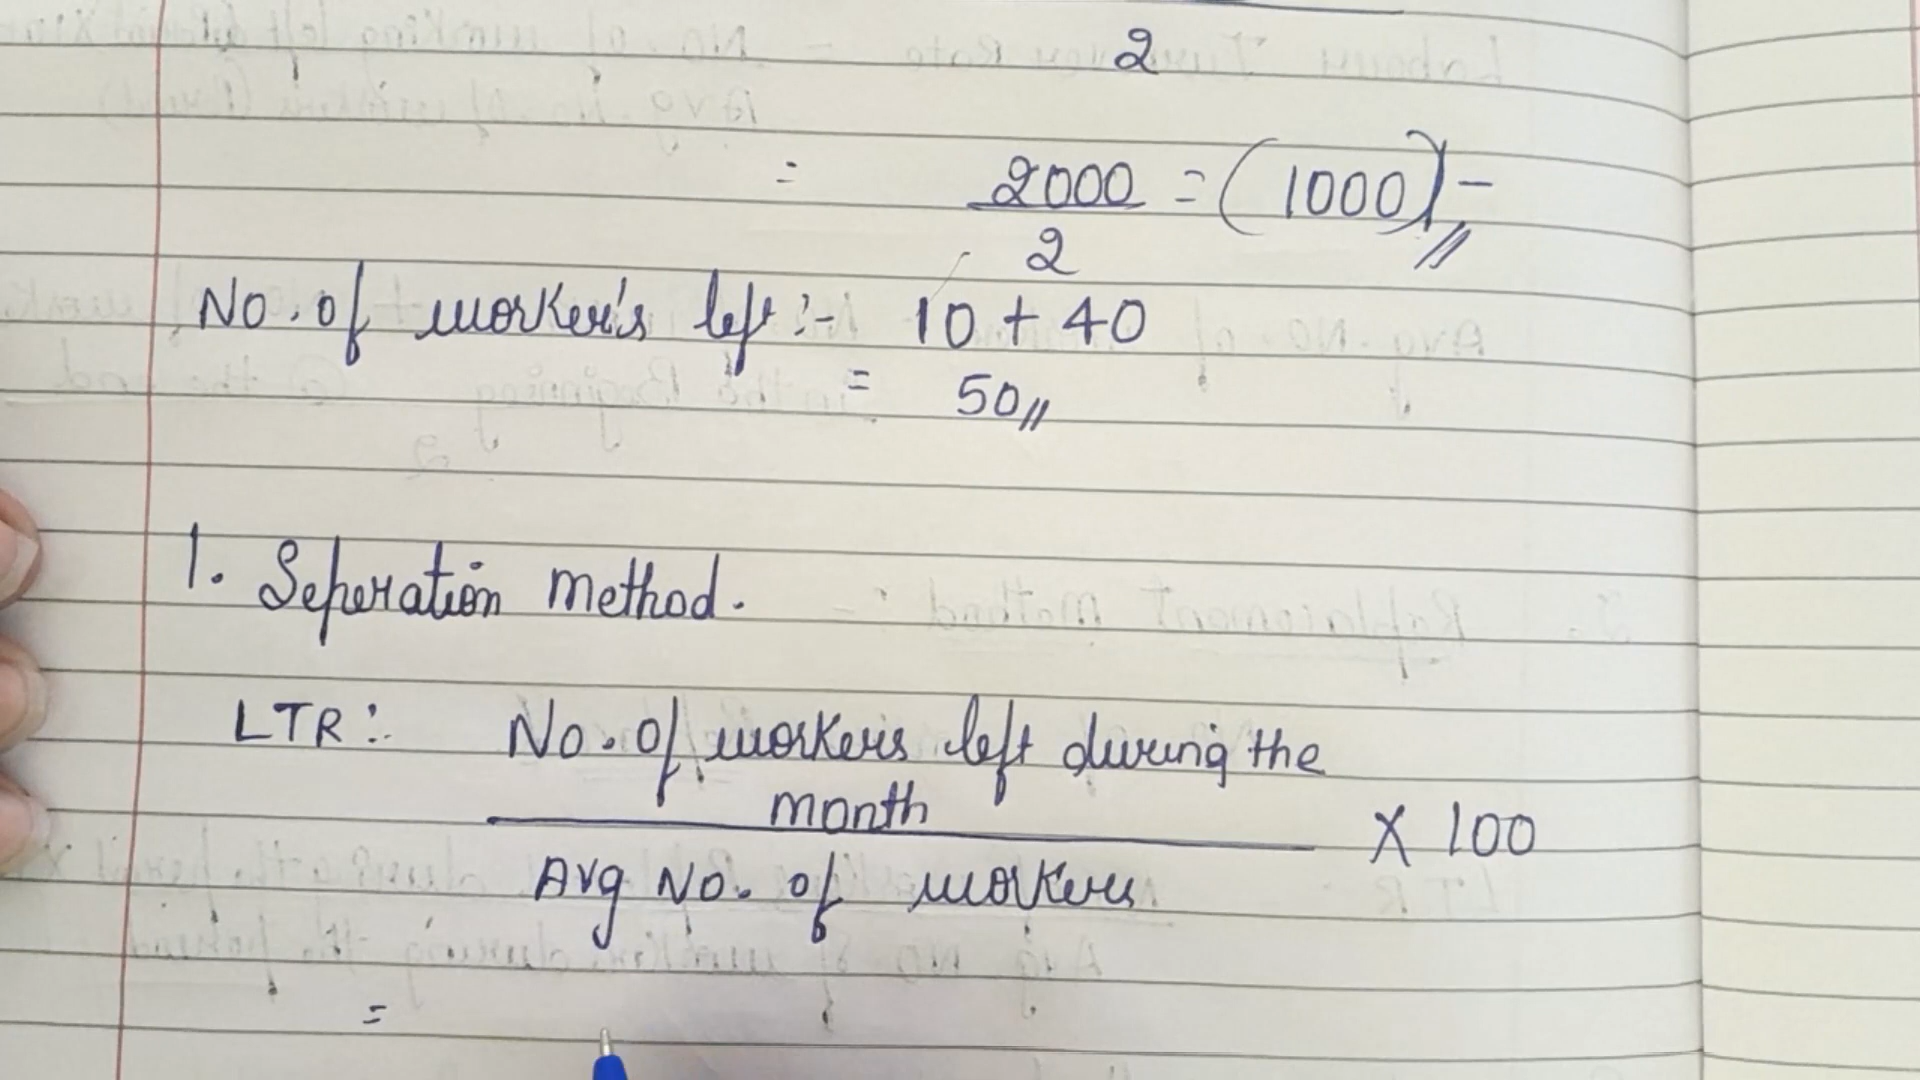 2
= 2000 = (1000) -
2
No. of worker's left :- 10 + 40
= 50
1. Seperation Method.
LTR : No. of workers left during the
month X 100
Avg No. of workers
=